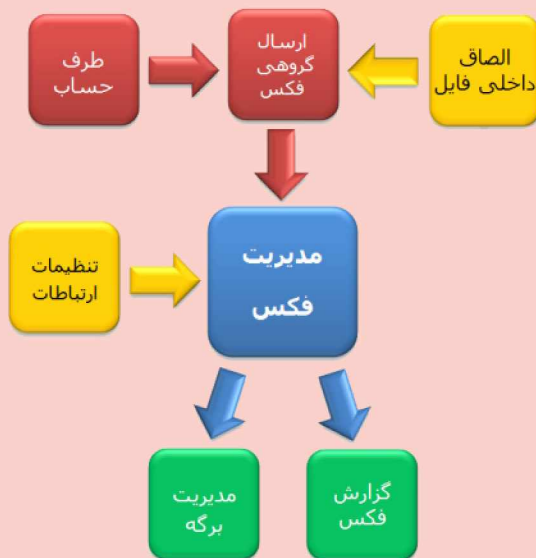 الصاق
داخلی فایل
ارسال
گروهی
فکس
طرف
حساب
مدیریت
فکس
تنظیمات
ارتباطات
گزارش
فکس
مدیریت
برگه